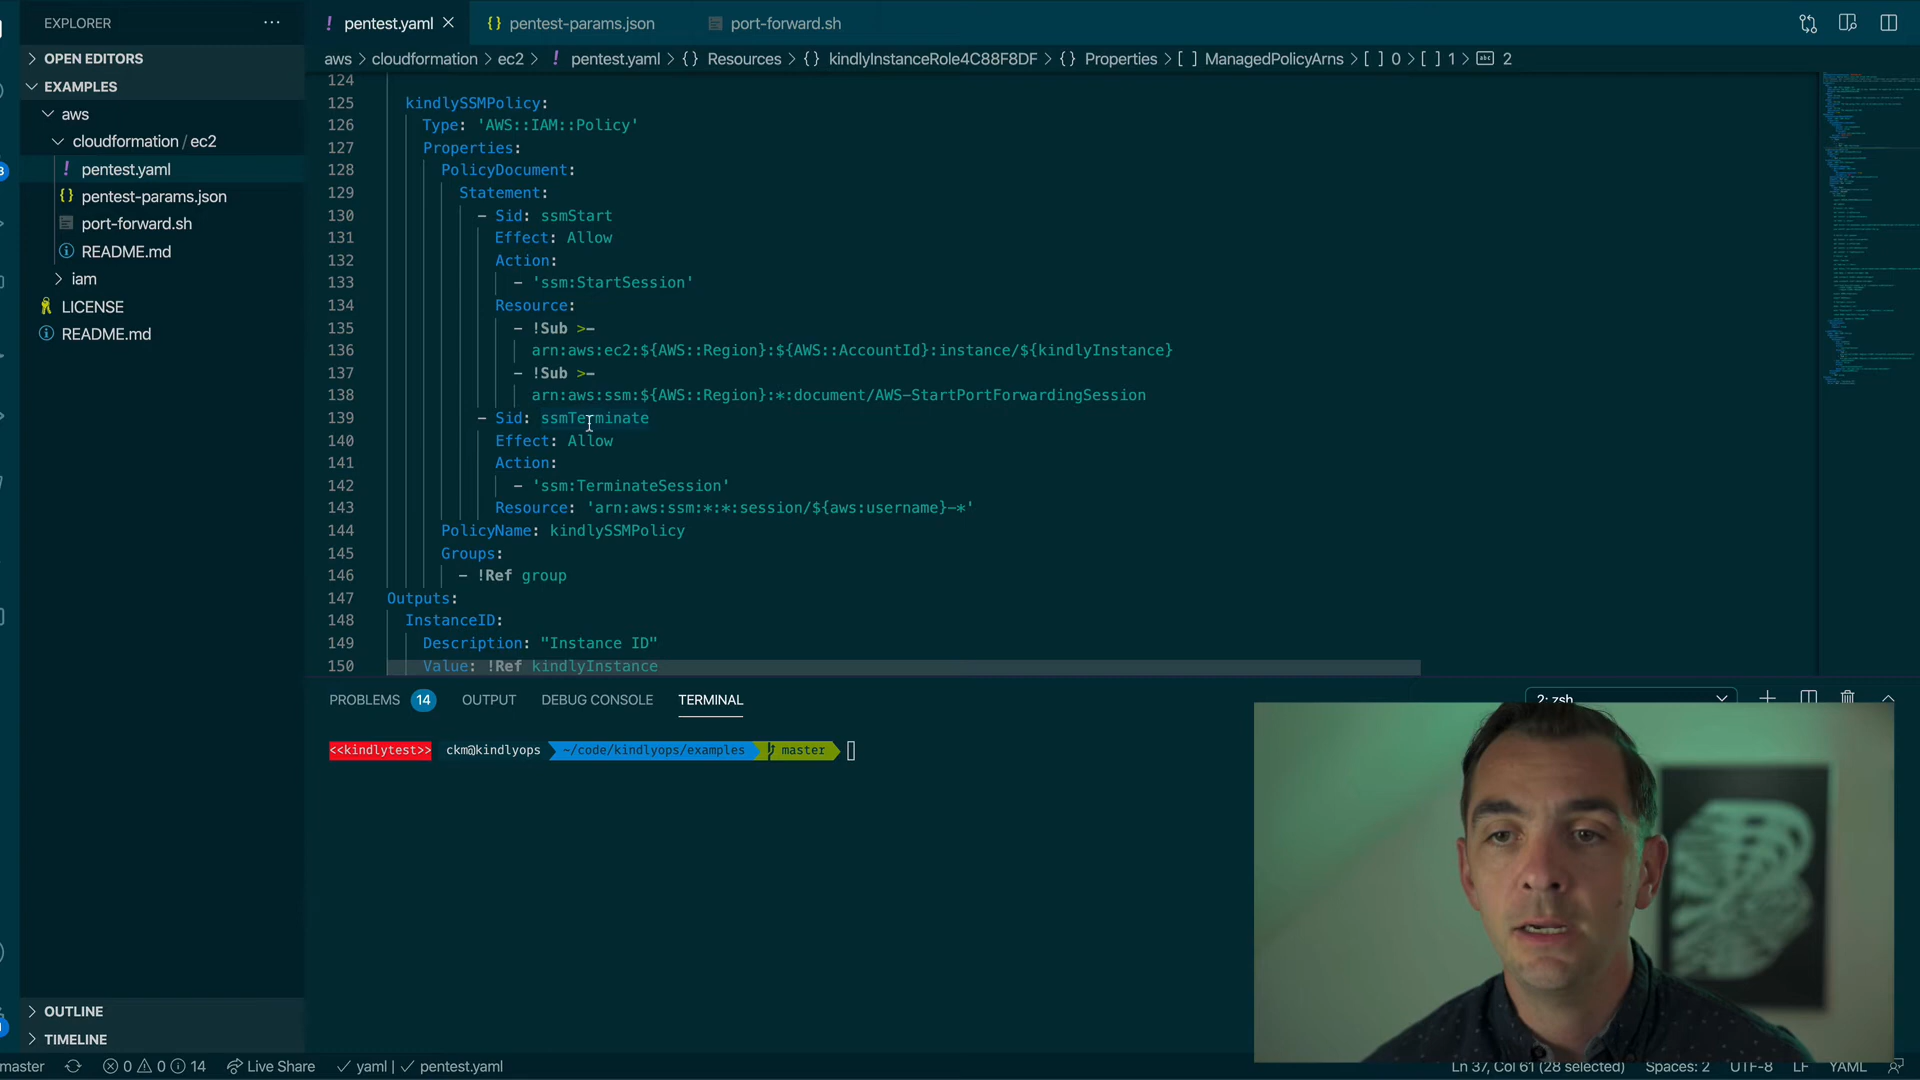 EXPLORER
···
OPEN EDITORS
EXAMPLES
aws
cloudformation / ec2
! pentest.yaml
{} pentest-params.json
port-forward.sh
README.md
iam
LICENSE
README.md
OUTLINE
TIMELINE
! pentest.yaml
{} pentest-params.json
port-forward.sh
aws > cloudformation > ec2 > ! pentest.yaml > {} Resources > {} kindlyInstanceRole4C88F8DF > {} Properties > [ ] ManagedPolicyArns > [ ] 0 > [ ] 1 > abc 2
124
125 kindlySSMPolicy:
126 Type: 'AWS::IAM::Policy'
127 Properties:
128 PolicyDocument:
129 Statement:
130 - Sid: ssmStart
131 Effect: Allow
132 Action:
133 - 'ssm:StartSession'
134 Resource:
135 - !Sub >-
136 arn:aws:ec2:${AWS::Region}:${AWS::AccountId}:instance/${kindlyInstance}
137 - !Sub >-
138 arn:aws:ssm:${AWS::Region}:*:document/AWS-StartPortForwardingSession
139 - Sid: ssmTerminate
140 Effect: Allow
141 Action:
142 - 'ssm:TerminateSession'
143 Resource: 'arn:aws:ssm:*:*:session/${aws:username}-*'
144 PolicyName: kindlySSMPolicy
145 Groups:
146 - !Ref group
147 Outputs:
148 InstanceID:
149 Description: "Instance ID"
150 Value: !Ref kindlyInstance
PROBLEMS 14 OUTPUT DEBUG CONSOLE TERMINAL
2: zsh
<<kindlytest>> ckm@kindlyops ~/code/kindlyops/examples master
master 0 0 14 Live Share yaml pentest.yaml
Ln 37, Col 61 (28 selected) Spaces: 2 UTF-8 LF YAML